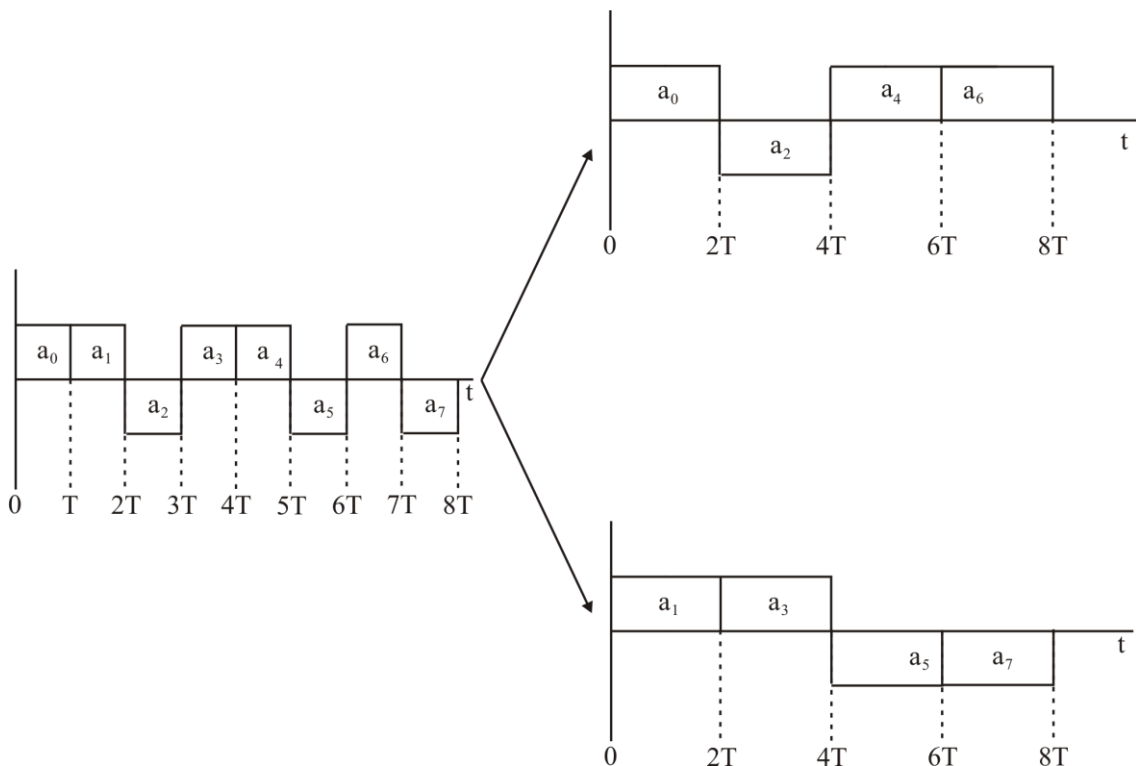 a₀ a₁ a₂ a₃ a₄ a₅ a₆ a₇ t
0 T 2T 3T 4T 5T 6T 7T 8T
a₀ a₂ a₄ a₆ t
0 2T 4T 6T 8T
a₁ a₃ a₅ a₇ t
0 2T 4T 6T 8T